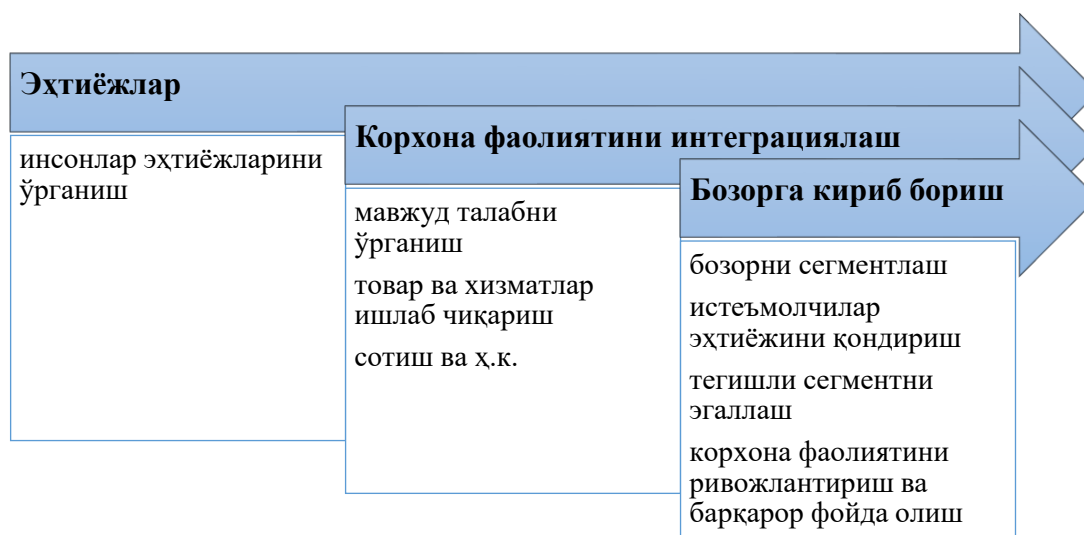 Эҳтиёжлар
инсонлар эҳтиёжларини
ўрганиш
Корхона фаолиятини интеграциялаш
мавжуд талабни
ўрганиш
товар ва хизматлар
ишлаб чиқариш
сотиш ва ҳ.к.
Бозорга кириб бориш
бозорни сегментлаш
истеъмолчилар
эҳтиёжини қондириш
тегишли сегментни
эгаллаш
корхона фаолиятини
ривожлантириш ва
барқарор фойда олиш